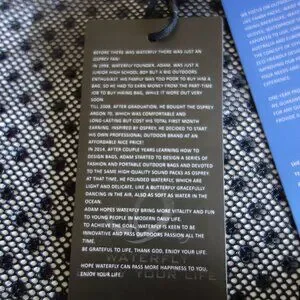 BEFORE THERE WAS WATERFLY THERE WAS JUST AN
OSPREY FAN!
IN 1999, WATERFLY FOUNDER, ADAM, WAS JUST A
JUNIOR HIGH SCHOOL BOY BUT A BIG OUTDOORS
ENTHUSIAST HIS FAMILY WAS TOO POOR TO BUY HIM A
BAG, SO HE HAD TO EARN MONEY FROM THE PART-TIME
JOB TO BUY HIKING BAG, WHILE IT WORE OUT VERY
SOON.
TILL 2009, AFTER GRADUATION, HE BOUGHT THE OSPREY
ARGON 70, WHICH WAS COMFORTABLE AND
LONG-LASTING BUT COST HIS TOTAL FIRST MONTH
EARNING. INSPIRED BY OSPREY, HE DECIDED TO START
HIS OWN PROFESSIONAL OUTDOOR BRAND AT AN
AFFORDABLE NICE PRICE!
IN 2014, AFTER COUPLE YEARS LEARNING HOW TO
DESIGN BAGS, ADAM STARTED TO DESIGN A SERIES OF
FASHION AND PORTABLE OUTDOOR BAGS AND DEVOTED
TO THE SAME HIGH-QUALITY SOUND PACKS AS OSPREY
AT THAT TIME, HE FOUNDED WATERFLY, WHICH ARE
LIGHT AND DELICATE, LIKE A BUTTERFLY GRACEFULLY
DANCING IN THE AIR, ALSO AS SOFT AS WATER IN THE
OCEAN.
ADAM HOPES WATERFLY BRING MORE VITALITY AND FUN
TO YOUNG PEOPLE IN MODERN DAILY LIFE.
TO ACHIEVE THE GOAL, WATERFLY IS KEEN TO BE
INNOVATIVE AND PASS OUTDOORS PASSION ALL THE
TIME.
BE GRATEFUL TO LIFE, THANK GOD, ENJOY YOUR LIFE.
WATERFLY
HOPE WATERFLY CAN PASS MORE HAPPINESS TO YOU,
YOUR LIFE
ENJOY YOUR LIFE!